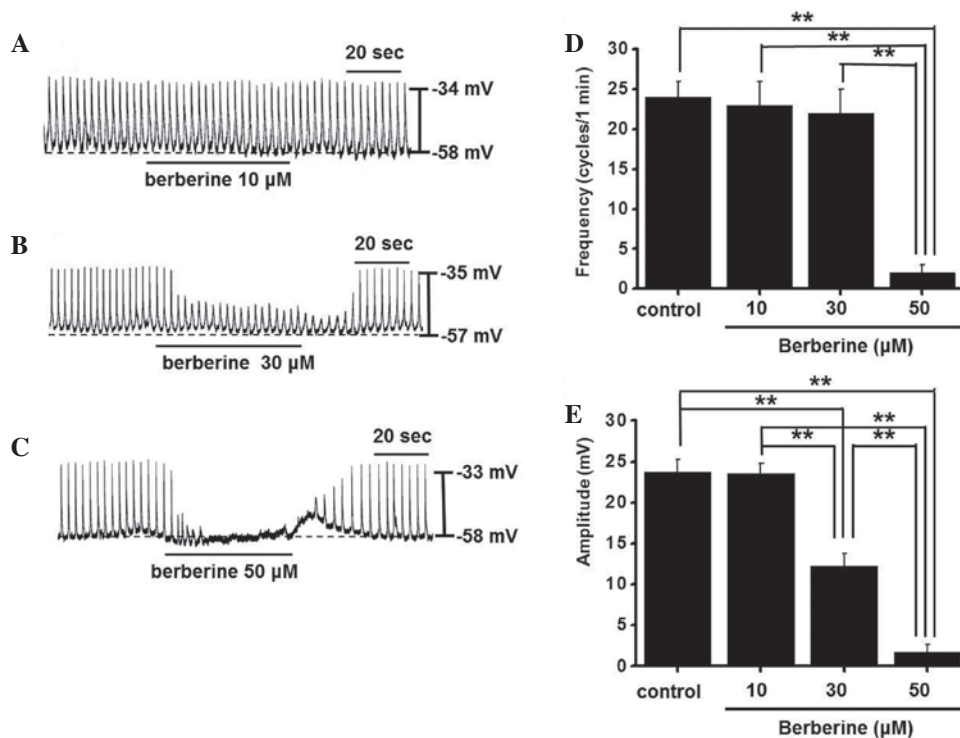 A
20 sec
-34 mV
-58 mV
berberine 10 µM
B
20 sec
-35 mV
-57 mV
berberine 30 µM
C
20 sec
-33 mV
-58 mV
berberine 50 µM
D
**
**
**
30
25
20
15
10
5
0
Frequency (cycles/1 min)
control 10 30 50
Berberine (µM)
E
**
**
**
**
**
30
25
20
15
10
5
0
Amplitude (mV)
control 10 30 50
Berberine (µM)